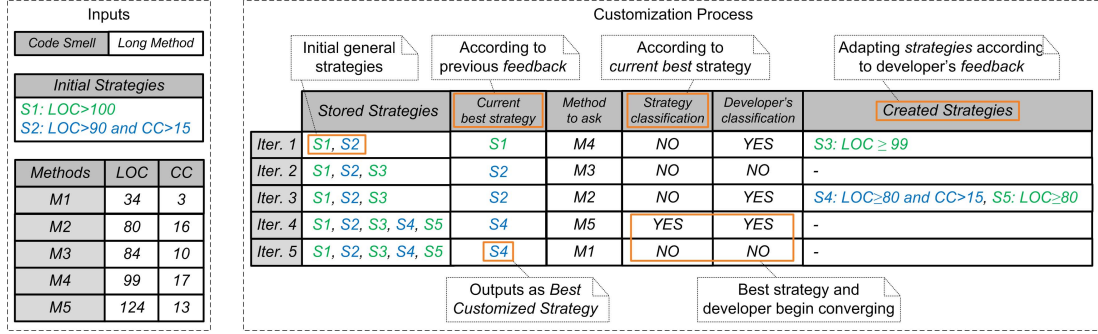 Inputs
Code Smell Long Method
Initial Strategies
S1: LOC>100
S2: LOC>90 and CC>15
Methods LOC CC
M1 34 3
M2 80 16
M3 84 10
M4 99 17
M5 124 13
Customization Process
Initial general
strategies
According to
previous feedback
According to
current best strategy
Adapting strategies according
to developer's feedback
Stored Strategies Current best strategy Method to ask Strategy classification Developer's classification Created Strategies
Iter. 1 S1, S2 S1 M4 NO YES S3: LOC ≥ 99
Iter. 2 S1, S2, S3 S2 M3 NO NO -
Iter. 3 S1, S2, S3 S2 M2 NO YES S4: LOC≥80 and CC>15, S5: LOC≥80
Iter. 4 S1, S2, S3, S4, S5 S4 M5 YES YES -
Iter. 5 S1, S2, S3, S4, S5 S4 M1 NO NO -
Outputs as Best
Customized Strategy
Best strategy and
developer begin converging